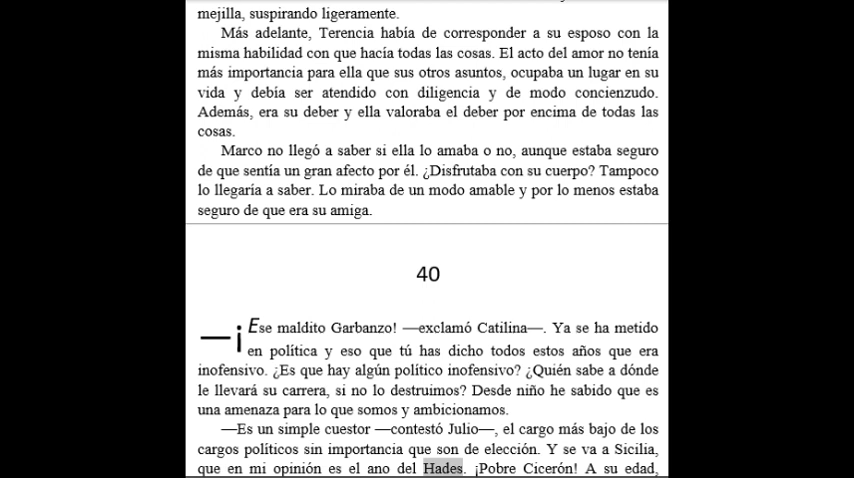 mejilla, suspirando ligeramente.
Más adelante, Terencia había de corresponder a su esposo con la
misma habilidad con que hacía todas las cosas. El acto del amor no tenía
más importancia para ella que sus otros asuntos, ocupaba un lugar en su
vida y debía ser atendido con diligencia y de modo concienzudo.
Además, era su deber y ella valoraba el deber por encima de todas las
cosas.
Marco no llegó a saber si ella lo amaba o no, aunque estaba seguro
de que sentía un gran afecto por él. ¿Disfrutaba con su cuerpo? Tampoco
lo llegaría a saber. Lo miraba de un modo amable y por lo menos estaba
seguro de que era su amiga.
40
—¡Ese maldito Garbanzo! —exclamó Catilina—. Ya se ha metido
en política y eso que tú has dicho todos estos años que era
inofensivo. ¿Es que hay algún político inofensivo? ¿Quién sabe a dónde
le llevará su carrera, si no lo destruimos? Desde niño he sabido que es
una amenaza para lo que somos y ambicionamos.
—Es un simple cuestor —contestó Julio—, el cargo más bajo de los
cargos políticos sin importancia que son de elección. Y se va a Sicilia,
que en mi opinión es el ano del Hades. ¡Pobre Cicerón! A su edad,